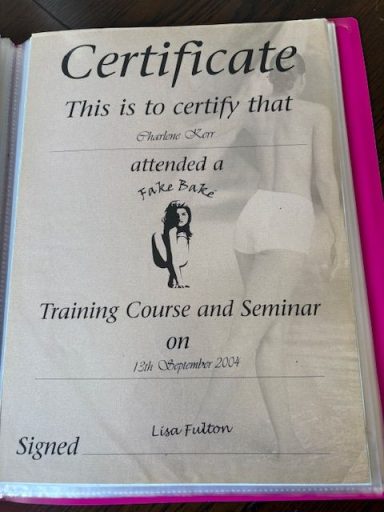 Certificate
This is to certify that
Charlene Kerr
attended a
Fake Bake
Training Course and Seminar
on
13th September 2004
Lisa Fulton
Signed